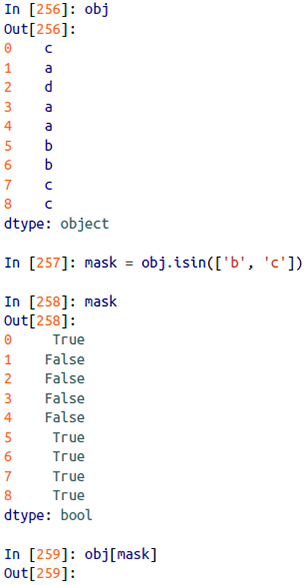 In [256]: obj
Out[256]:
0    c
1    a
2    d
3    a
4    a
5    b
6    b
7    c
8    c
dtype: object
In [257]: mask = obj.isin(['b', 'c'])
In [258]: mask
Out[258]:
0     True
1    False
2    False
3    False
4    False
5     True
6     True
7     True
8     True
dtype: bool
In [259]: obj[mask]
Out[259]: